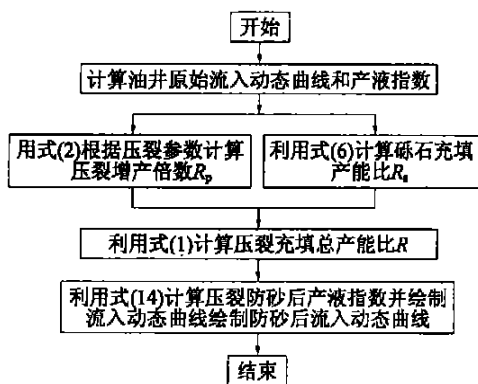 开始
计算油井原始流入动态曲线和产液指数
用式(2)根据压裂参数计算
压裂增产倍数Rp
利用式(6)计算砾石充填
产能比Rs
利用式(1)计算压裂充填总产能比R
利用式(14)计算压裂防砂后产液指数并绘制
流入动态曲线绘制防砂后流入动态曲线
结束